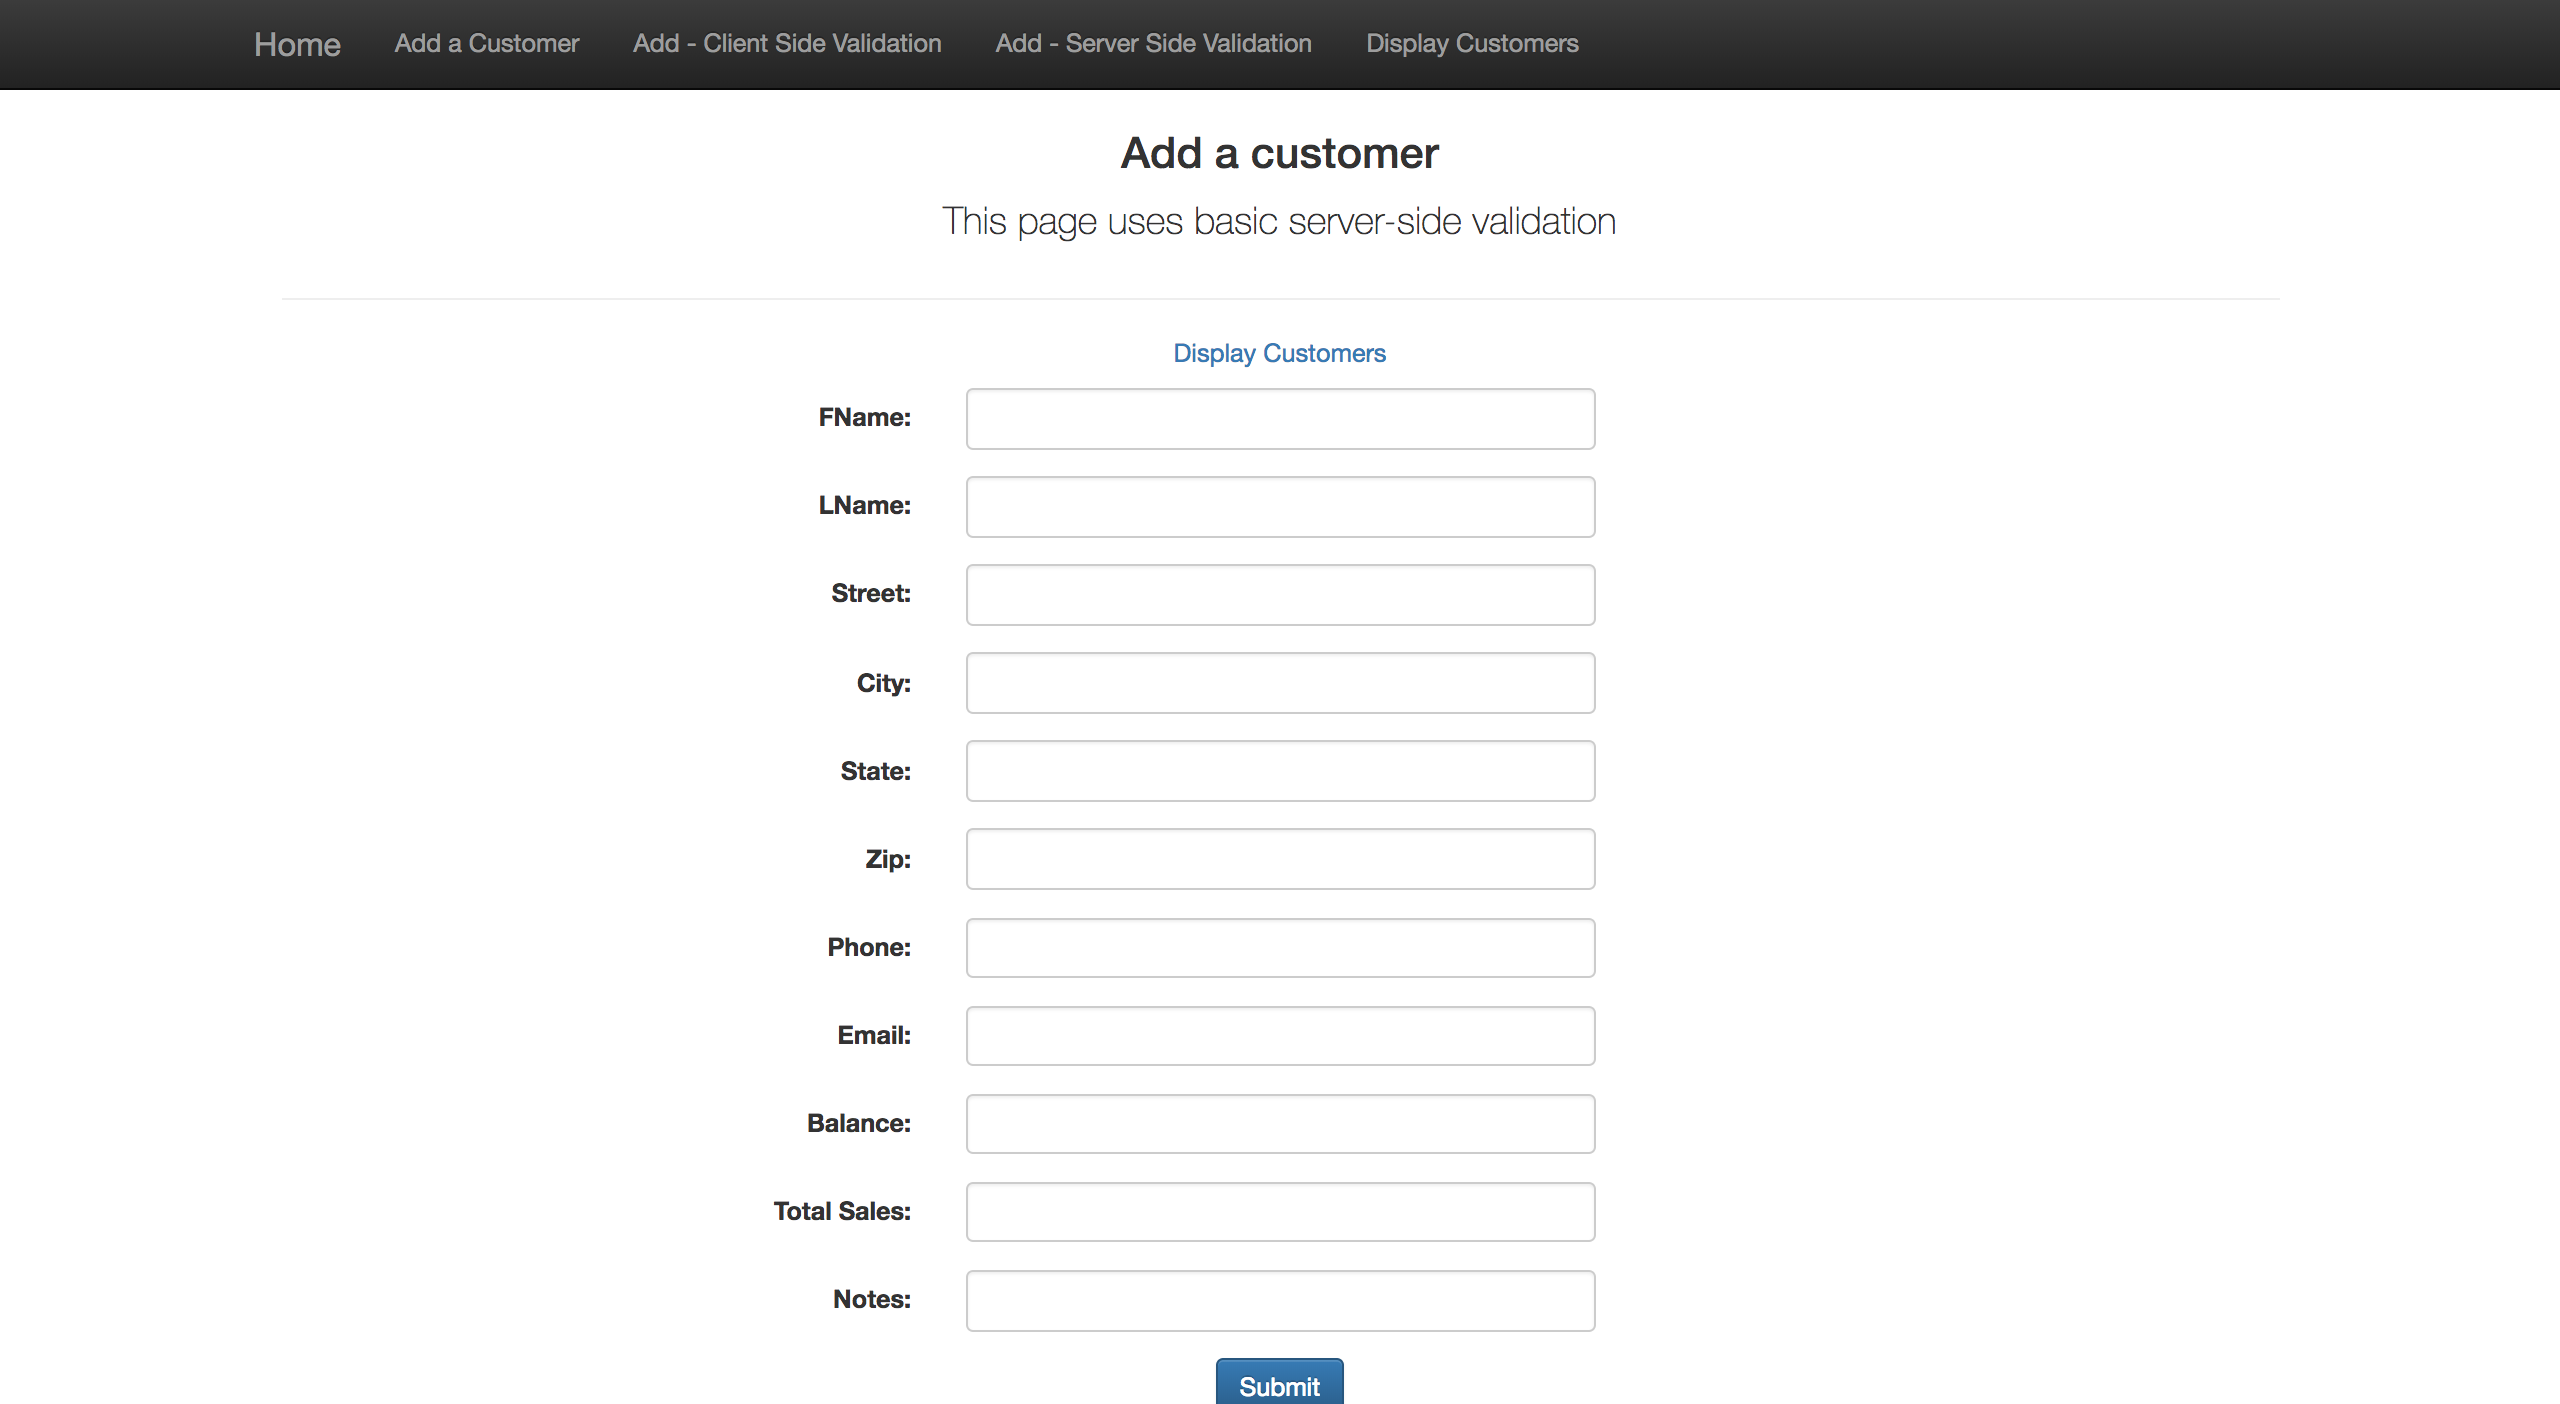 Home Add a Customer Add - Client Side Validation Add - Server Side Validation Display Customers
Add a customer
This page uses basic server-side validation
Display Customers
FName:
LName:
Street:
City:
State:
Zip:
Phone:
Email:
Balance:
Total Sales:
Notes:
Submit